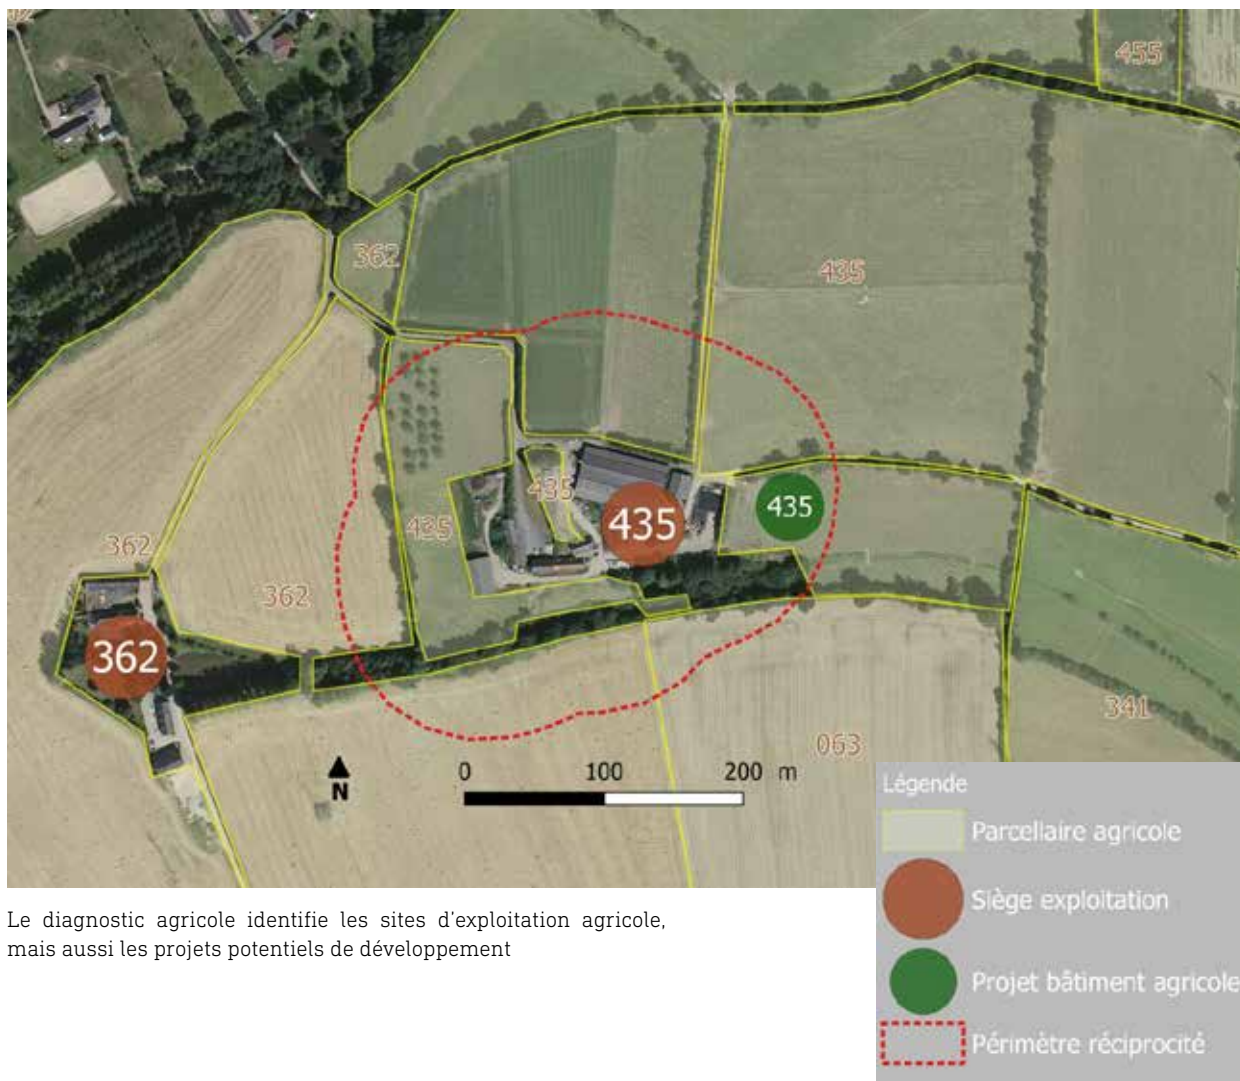 455
362
435
435
435
435
435
362
362
362
341
063
0 100 200 m
N
Légende
Parcellaire agricole
Siège exploitation
Projet bâtiment agricole
Périmètre réciprocité
Le diagnostic agricole identifie les sites d'exploitation agricole,
mais aussi les projets potentiels de développement